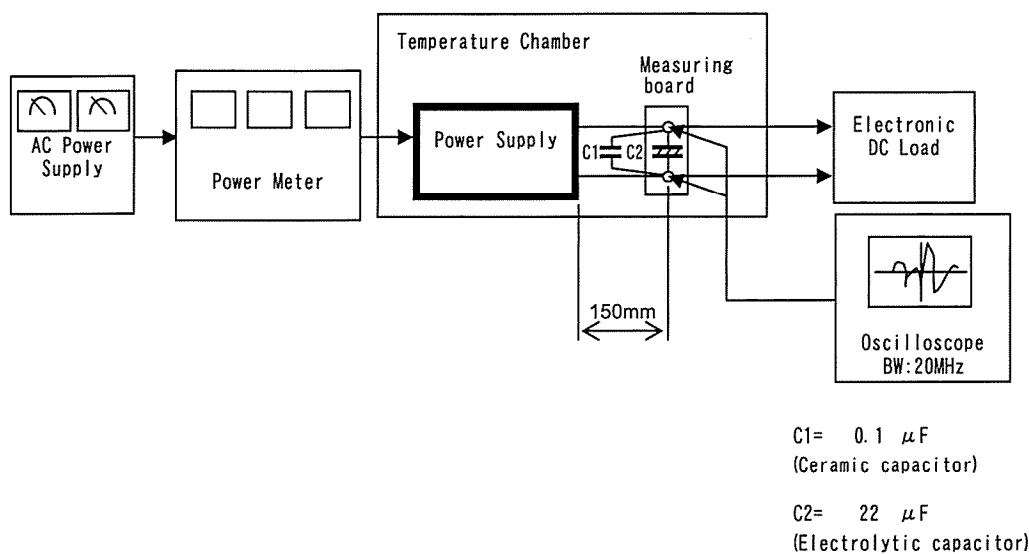 Temperature Chamber
Measuring
board
AC Power
Supply
Power Meter
Power Supply
C1
C2
Electronic
DC Load
150mm
Oscilloscope
BW:20MHz
C1= 0.1 μF
(Ceramic capacitor)
C2= 22 μF
(Electrolytic capacitor)